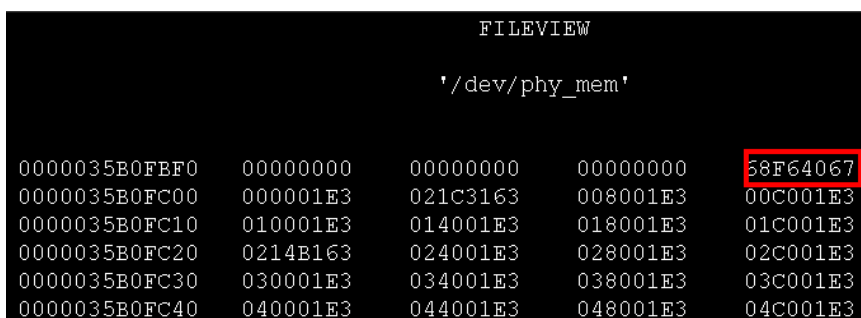 FILEVIEW
'/dev/phy_mem'
0000035B0FBF0 00000000 00000000 00000000 68F64067
0000035B0FC00 000001E3 021C3163 008001E3 00C001E3
0000035B0FC10 010001E3 014001E3 018001E3 01C001E3
0000035B0FC20 0214B163 024001E3 028001E3 02C001E3
0000035B0FC30 030001E3 034001E3 038001E3 03C001E3
0000035B0FC40 040001E3 044001E3 048001E3 04C001E3